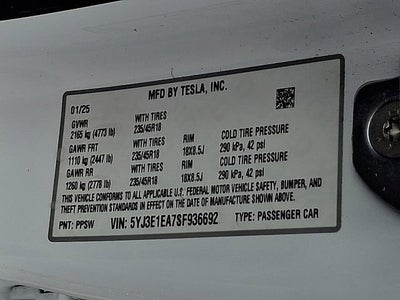 MFD BY TESLA, INC.
01/25
GVWR WITH TIRES
2165 kg (4773 lb) 235/45R18 RIM COLD TIRE PRESSURE
GAWR FRT WITH TIRES 18X8.5J 290 kPa, 42 psi
1110 kg (2447 lb) 235/45R18 RIM COLD TIRE PRESSURE
GAWR RR WITH TIRES 18X8.5J 290 kPa, 42 psi
1260 kg (2778 lb) 235/45R18
THIS VEHICLE CONFORMS TO ALL APPLICABLE U.S. FEDERAL MOTOR VEHICLE SAFETY, BUMPER, AND
THEFT PREVENTION STANDARDS IN EFFECT ON THE DATE OF MANUFACTURE SHOWN ABOVE.
PNT: PPSW VIN: 5YJ3E1EA7SF936692 TYPE: PASSENGER CAR